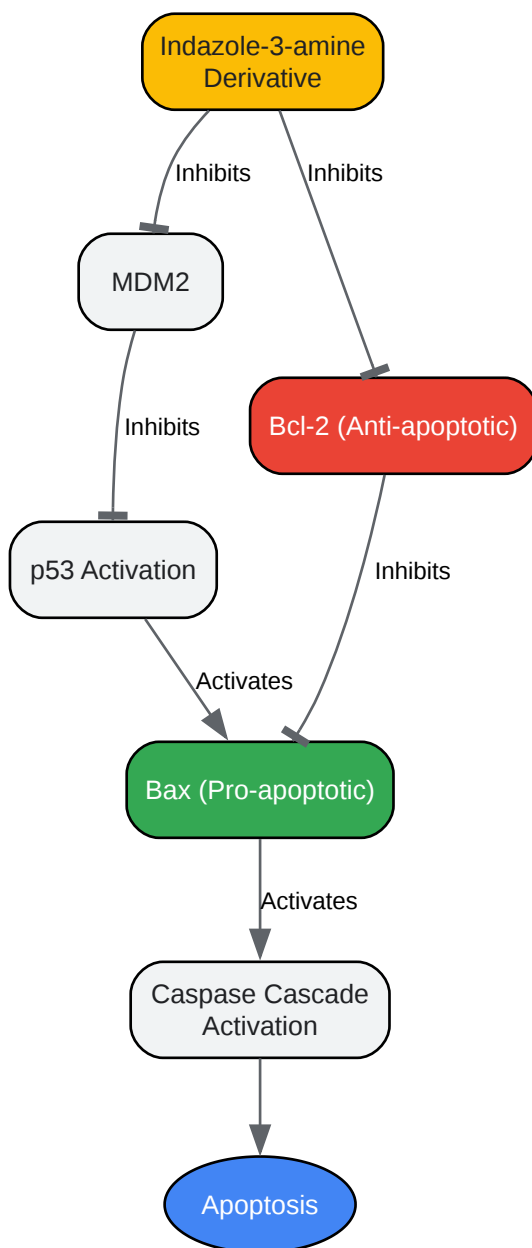 Indazole-3-amine
Derivative
Inhibits
Inhibits
MDM2
Bcl-2 (Anti-apoptotic)
Inhibits
p53 Activation
Inhibits
Activates
Bax (Pro-apoptotic)
Activates
Caspase Cascade
Activation
Apoptosis